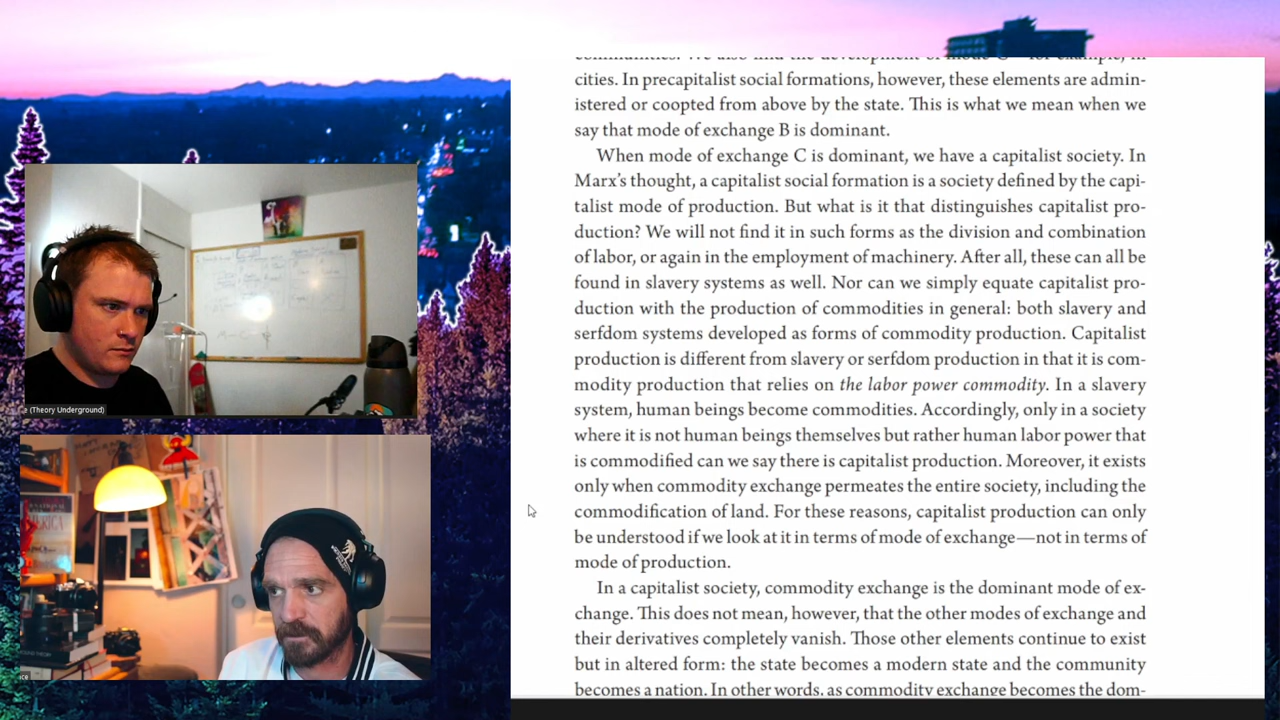 cities. In precapitalist social formations, however, these elements are admin-
istered or coopted from above by the state. This is what we mean when we
say that mode of exchange B is dominant.
When mode of exchange C is dominant, we have a capitalist society. In
Marx's thought, a capitalist social formation is a society defined by the capi-
talist mode of production. But what is it that distinguishes capitalist pro-
duction? We will not find it in such forms as the division and combination
of labor, or again in the employment of machinery. After all, these can all be
found in slavery systems as well. Nor can we simply equate capitalist pro-
duction with the production of commodities in general: both slavery and
serfdom systems developed as forms of commodity production. Capitalist
production is different from slavery or serfdom production in that it is com-
modity production that relies on the labor power commodity. In a slavery
system, human beings become commodities. Accordingly, only in a society
where it is not human beings themselves but rather human labor power that
is commodified can we say there is capitalist production. Moreover, it exists
only when commodity exchange permeates the entire society, including the
commodification of land. For these reasons, capitalist production can only
be understood if we look at it in terms of mode of exchange—not in terms of
mode of production.
In a capitalist society, commodity exchange is the dominant mode of ex-
change. This does not mean, however, that the other modes of exchange and
their derivatives completely vanish. Those other elements continue to exist
but in altered form: the state becomes a modern state and the community
becomes a nation. In other words, as commodity exchange becomes the dom-
(Theory Underground)